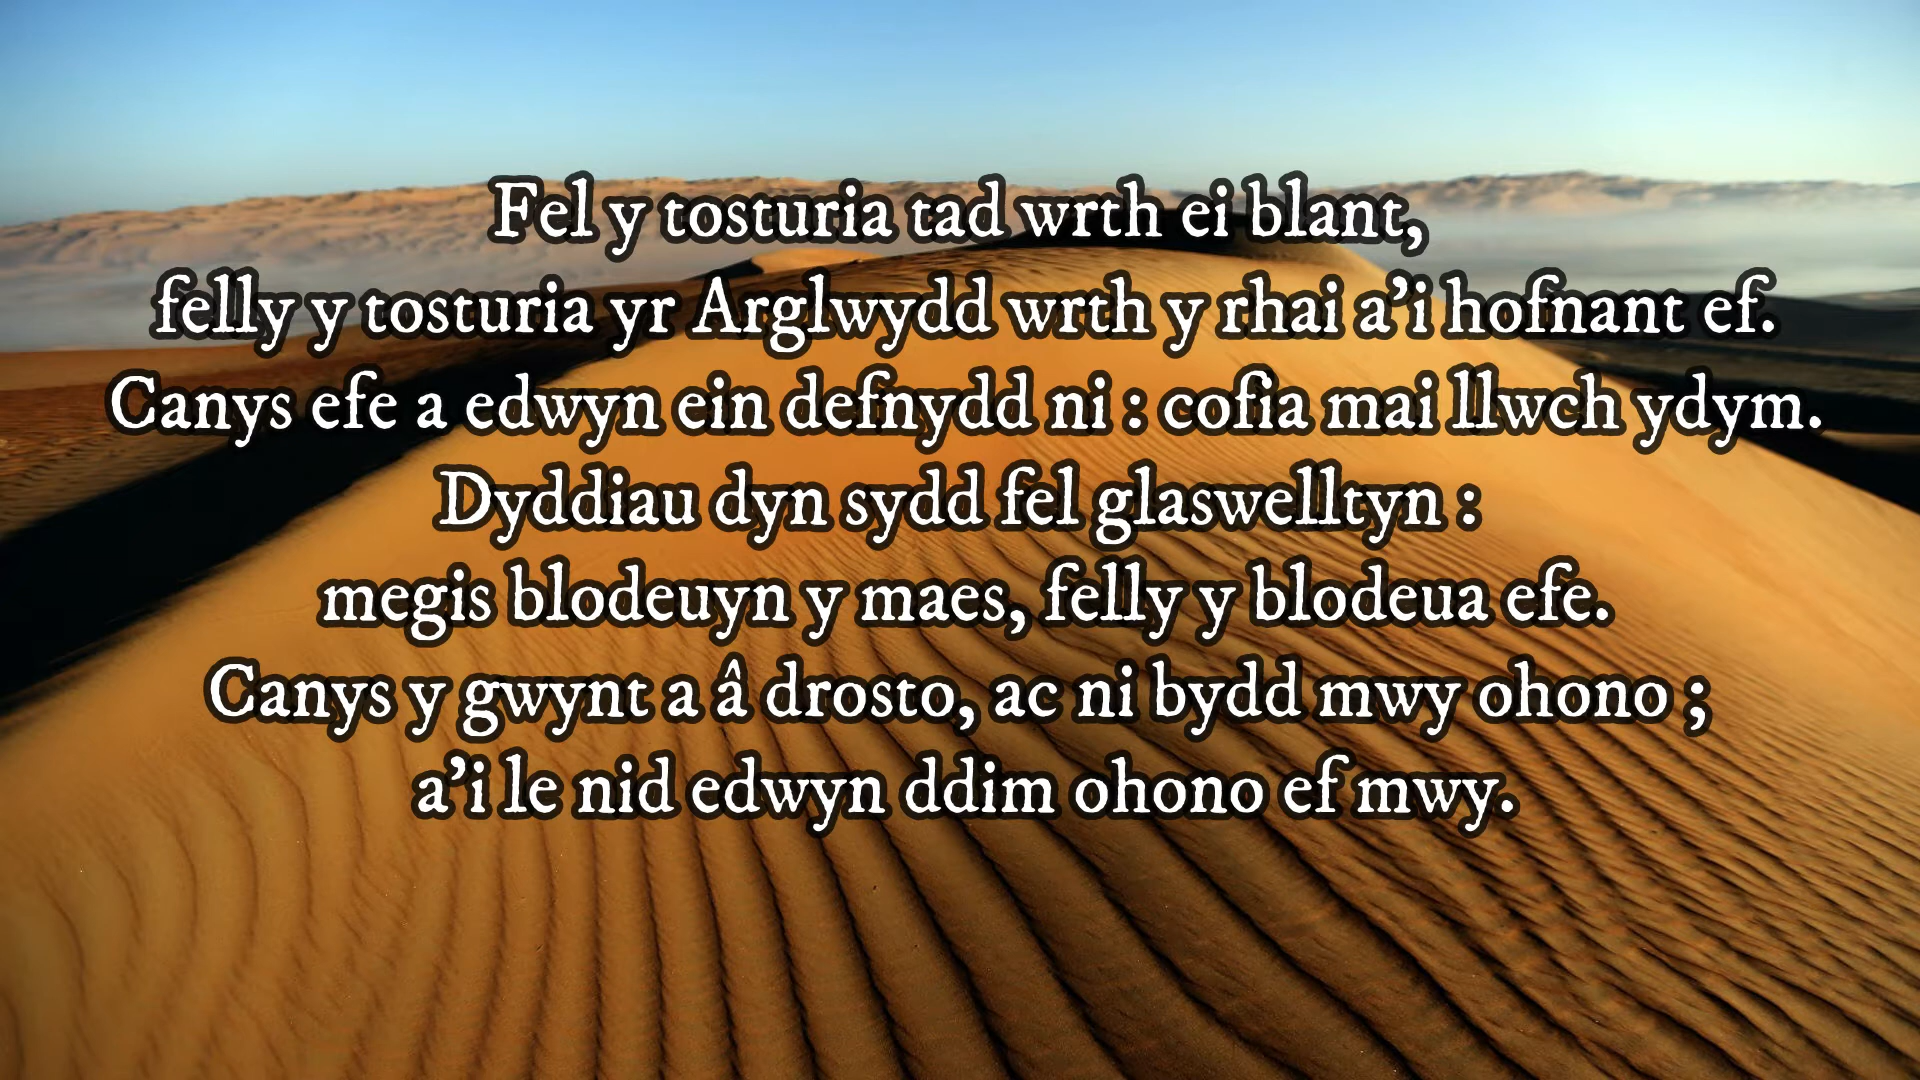 Fel y tosturia tad wrth ei blant,
felly y tosturia yr Arglwydd wrth y rhai a’i hofnant ef.
Canys efe a edwyn ein defnydd ni : cofia mai llwch ydym.
Dyddiau dyn sydd fel glaswelltyn :
megis blodeuyn y maes, felly y blodeua efe.
Canys y gwynt a â drosto, ac ni bydd mwy ohono ;
a’i le nid edwyn ddim ohono ef mwy.